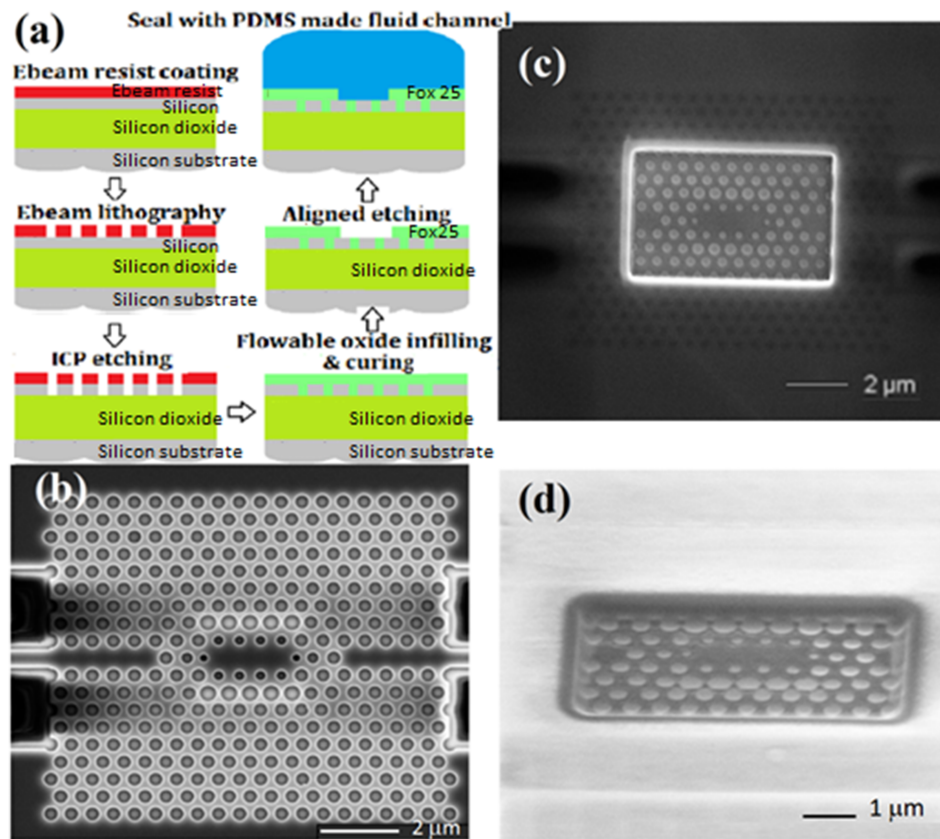 (a)
Seal with PDMS made fluid channel
Ebeam resist coating
Ebeam resist
Silicon
Silicon dioxide
Silicon substrate
Ebeam lithography
Silicon
Silicon dioxide
Silicon substrate
ICP etching
Silicon dioxide
Silicon substrate
Flowable oxide infilling
& curing
Silicon dioxide
Silicon substrate
Aligned etching
Fox25
Silicon dioxide
Fox 25
(b)
2 µm
(c)
2 µm
(d)
1 µm